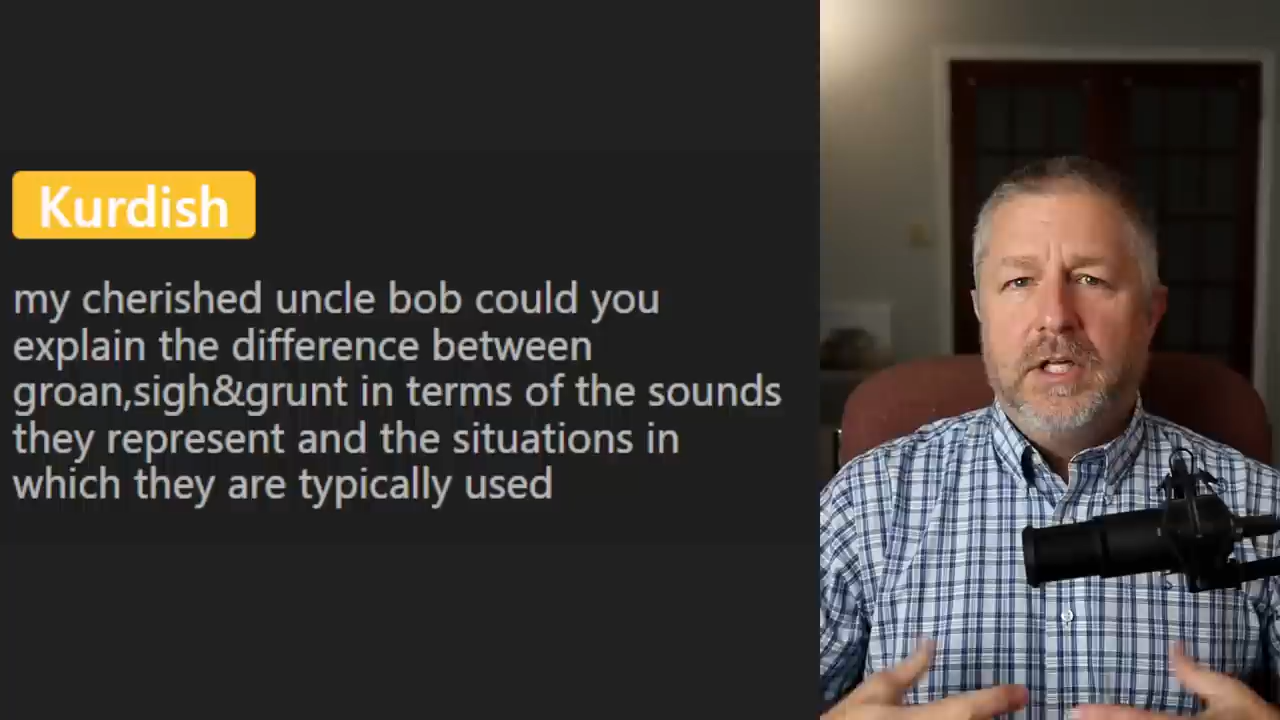 Kurdish
my cherished uncle bob could you
explain the difference between
groan,sigh&grunt in terms of the sounds
they represent and the situations in
which they are typically used